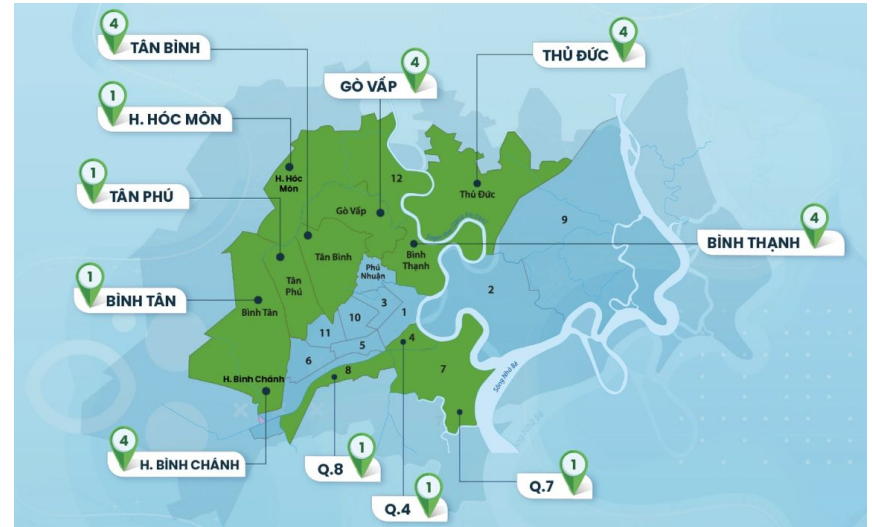 4
TÂN BÌNH
4
GÒ VẤP
4
THỦ ĐỨC
1
H. HÓC MÔN
1
TÂN PHÚ
4
BÌNH THẠNH
1
BÌNH TÂN
4
H. BÌNH CHÁNH
Q.8
1
Q.4
1
Q.7
1
H. Hóc
Môn
12
Thủ Đức
Gò Vấp
9
Tân Bình
Bình
Thạnh
Phú
Nhuận
Tân
Phú
2
Bình Tân
3
1
10
11
4
5
6
7
8
H. Bình Chánh
Sông Nhà Bè